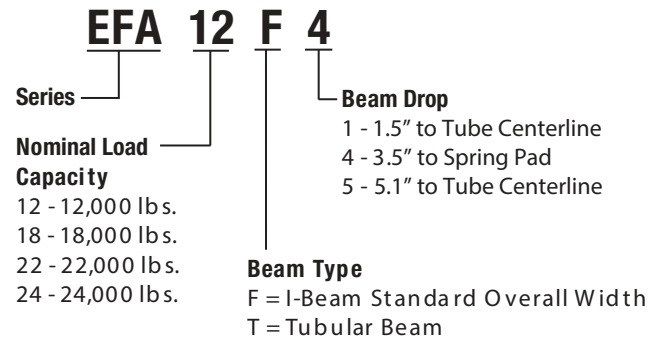 EFA 12 F 4
Series
Beam Drop
1 - 1.5” to Tube Centerline
4 - 3.5” to Spring Pad
5 - 5.1” to Tube Centerline
Nominal Load
Capacity
12 - 12,000 lbs.
18 - 18,000 lbs.
22 - 22,000 lbs.
24 - 24,000 lbs.
Beam Type
F = I-Beam Standard Overall Width
T = Tubular Beam